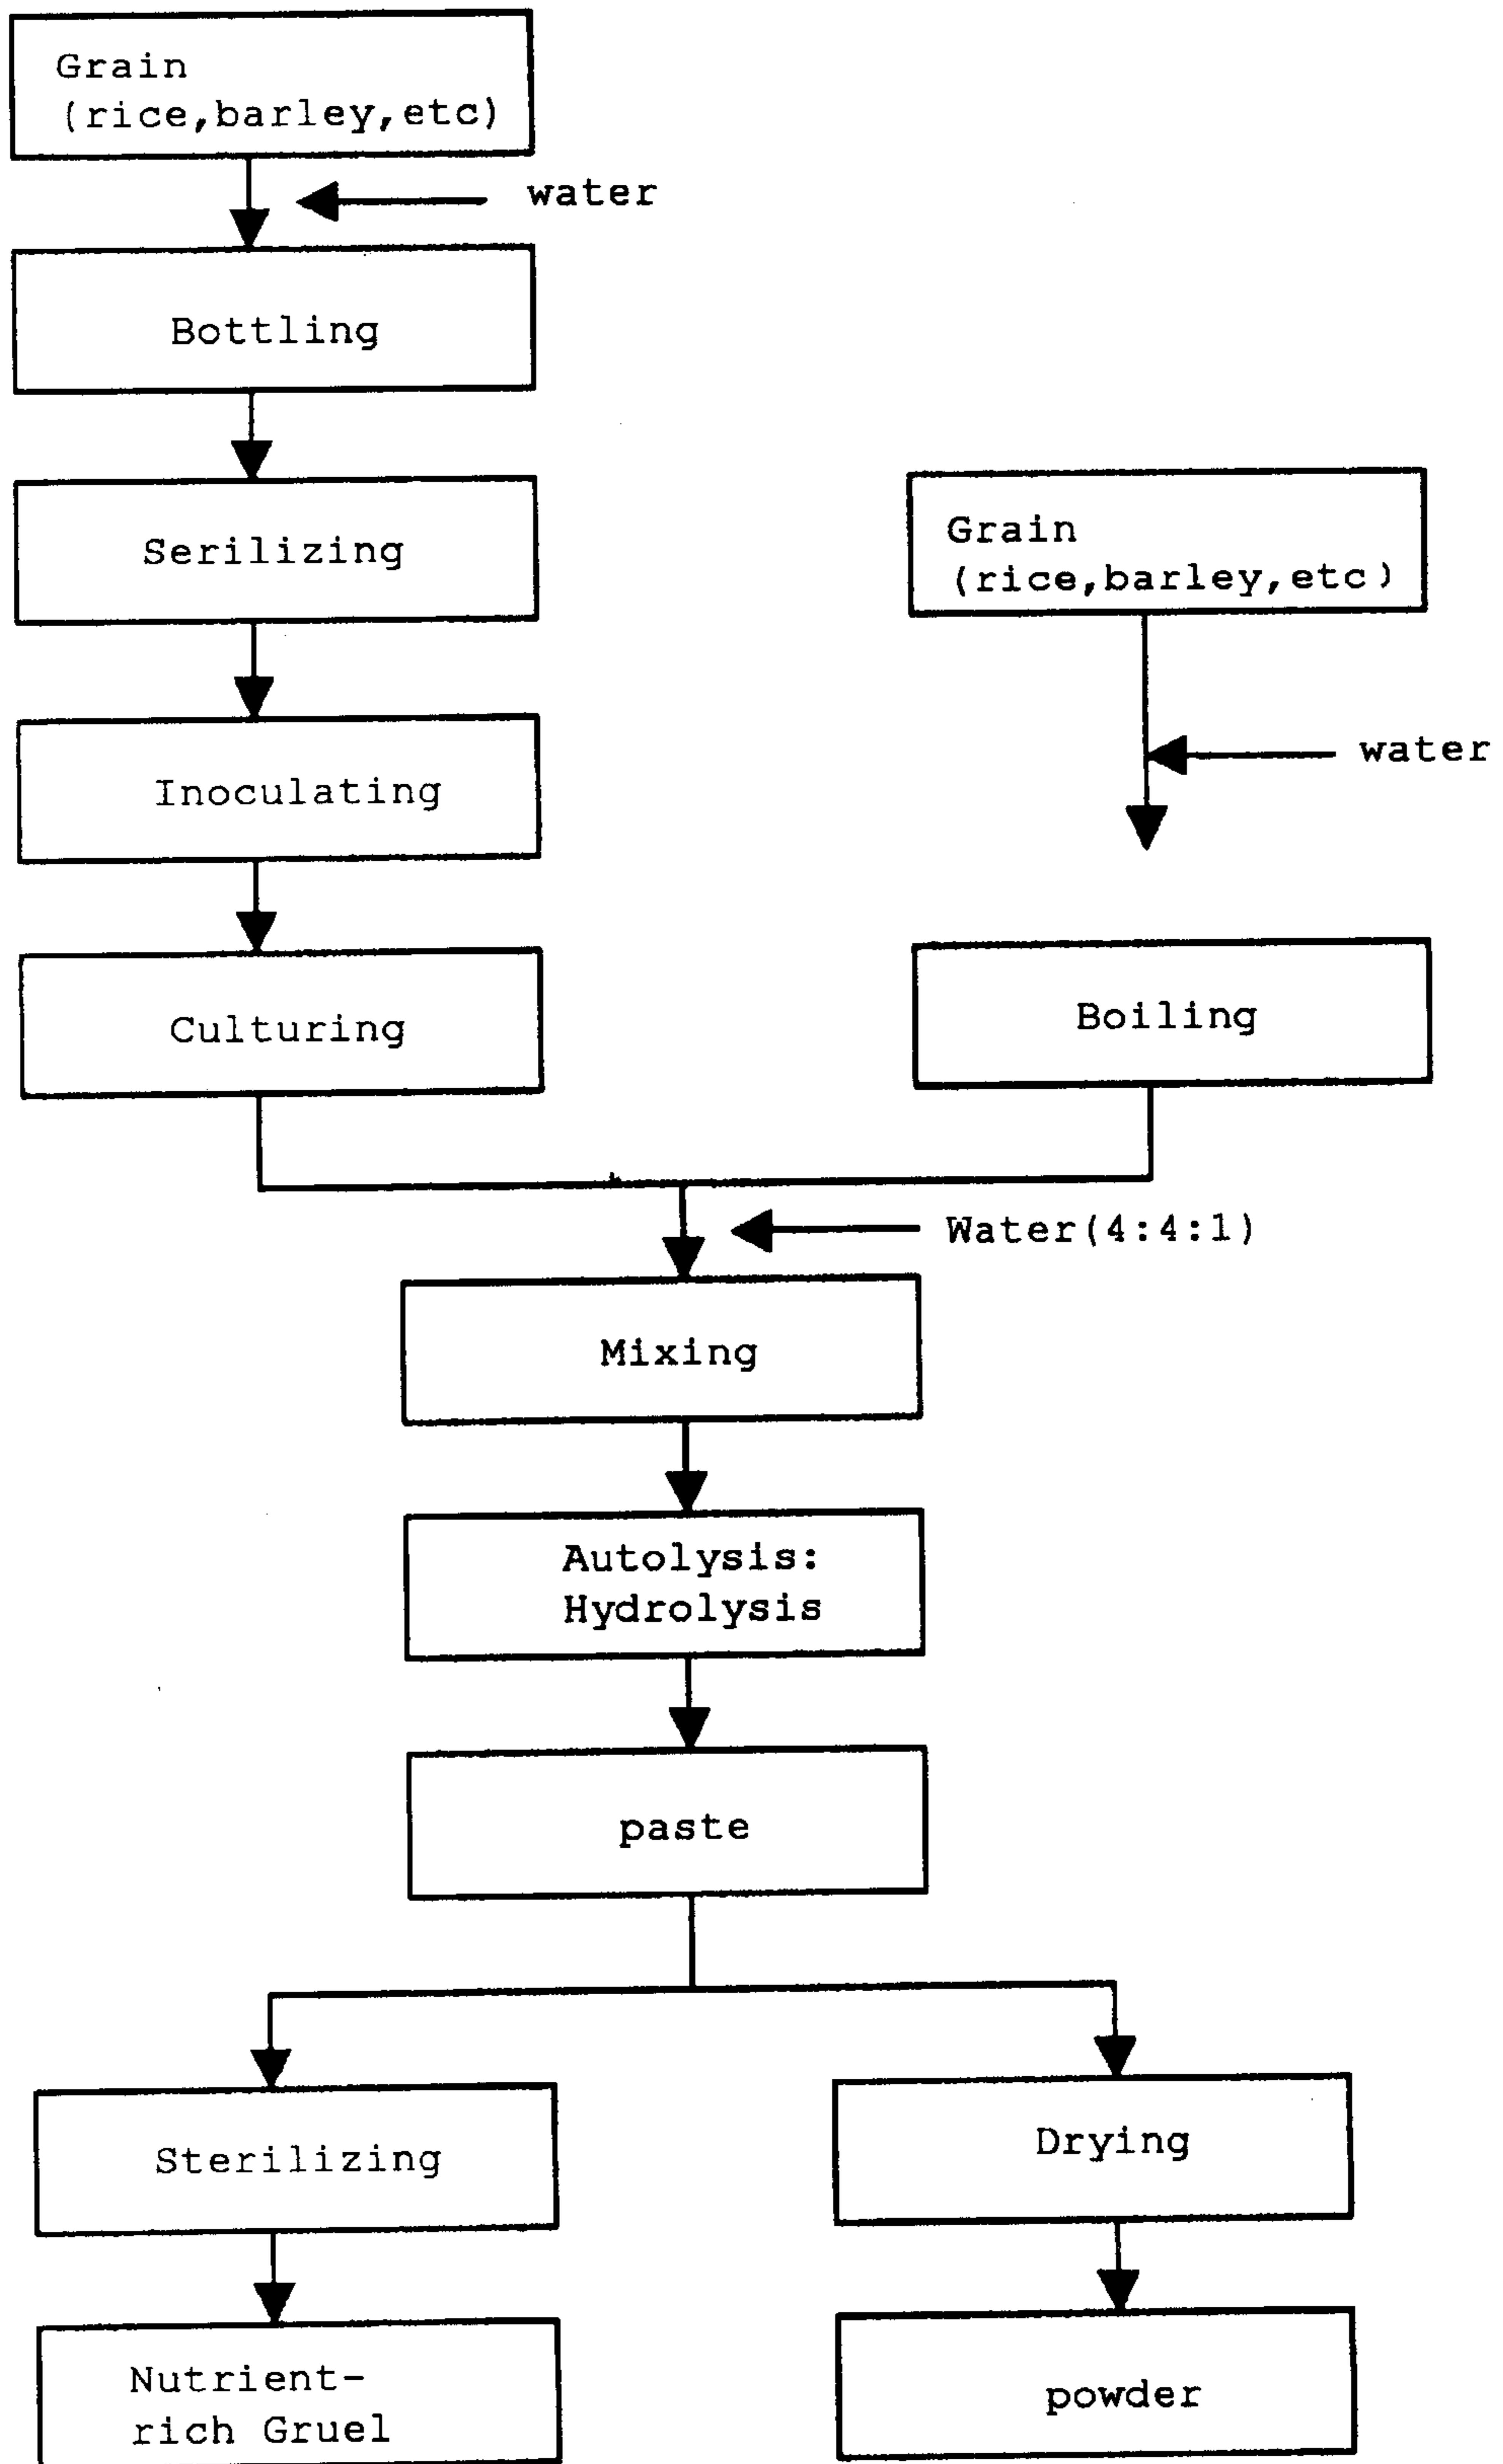 Grain
(rice,barley,etc)
water
Bottling
Serilizing
Grain
(rice,barley,etc)
Inoculating
water
Culturing
Boiling
Water(4:4:1)
Mixing
Autolysis:
Hydrolysis
paste
Sterilizing
Drying
Nutrient-
rich Gruel
powder